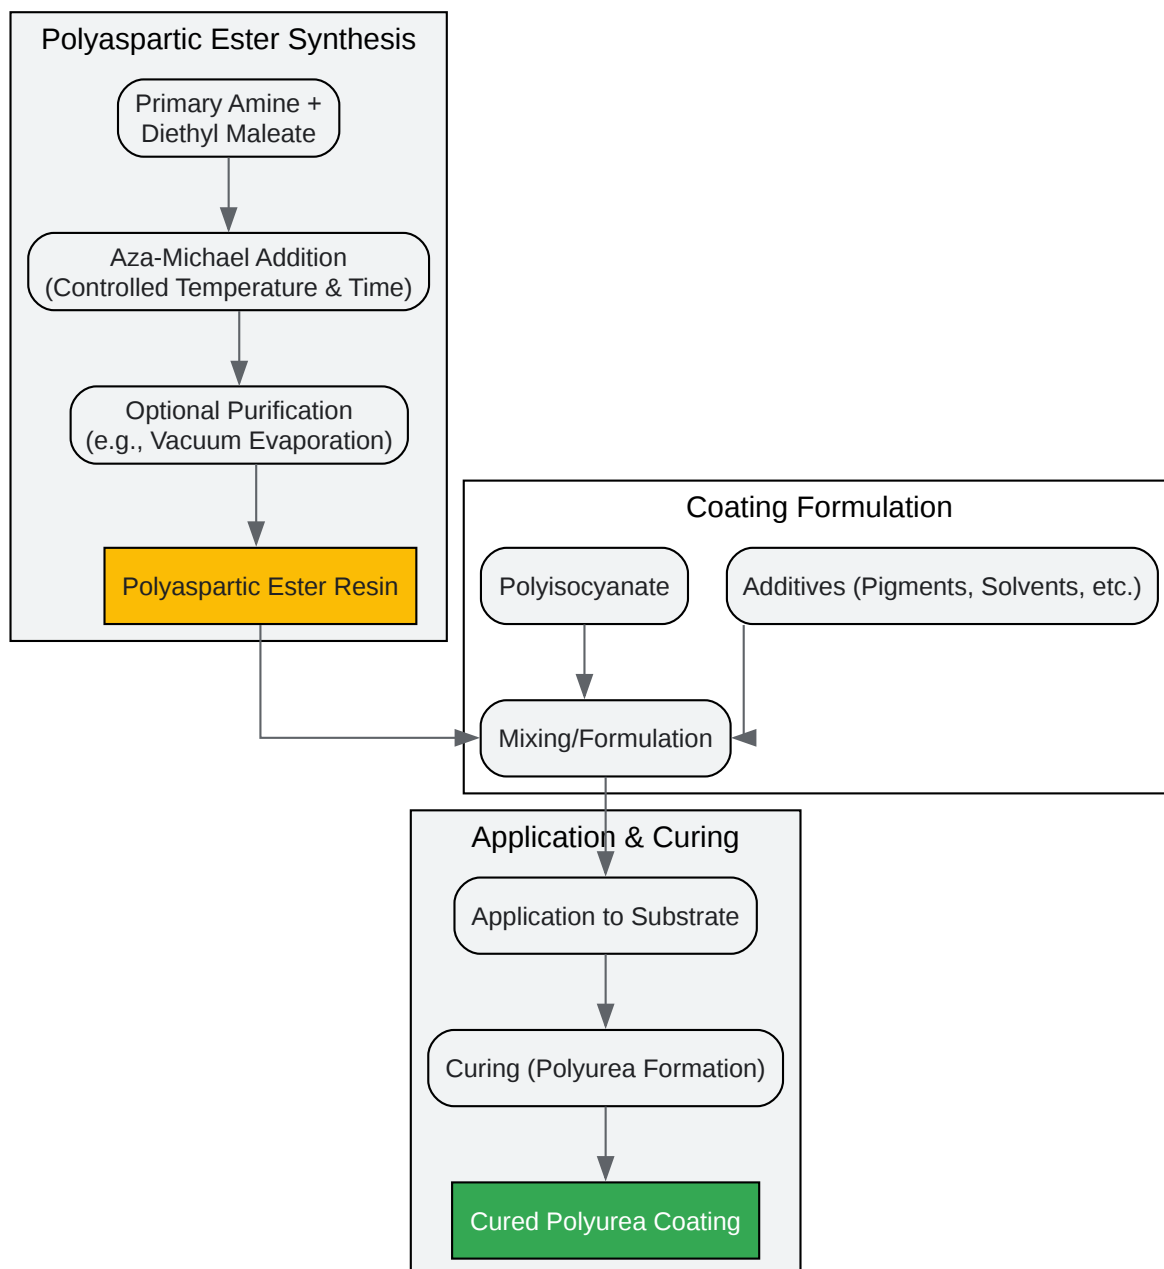 Polyaspartic Ester Synthesis
Primary Amine +
Diethyl Maleate
Aza-Michael Addition
(Controlled Temperature & Time)
Optional Purification
(e.g., Vacuum Evaporation)
Polyaspartic Ester Resin
Coating Formulation
Polyisocyanate
Additives (Pigments, Solvents, etc.)
Mixing/Formulation
Application & Curing
Application to Substrate
Curing (Polyurea Formation)
Cured Polyurea Coating